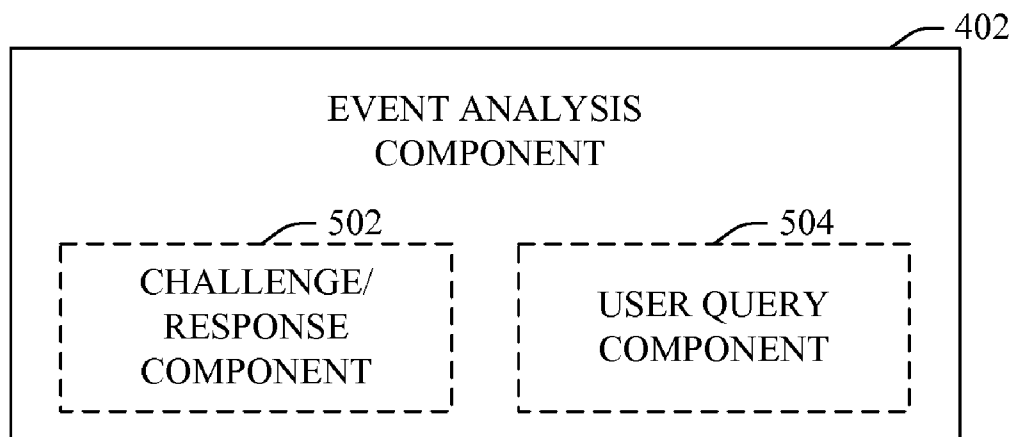 402
EVENT ANALYSIS
COMPONENT
502
504
CHALLENGE/
RESPONSE
COMPONENT
USER QUERY
COMPONENT